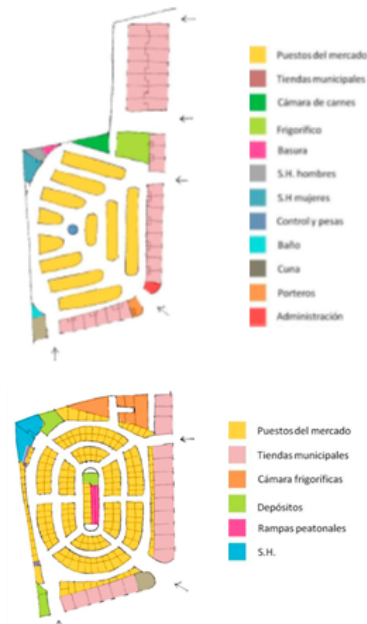 Puestos del mercado
Tiendas municipales
Cámara de carnes
Frigorífico
Basura
S.H. hombres
S.H mujeres
Control y pesas
Baño
Cuna
Porteros
Administración
Puestos del mercado
Tiendas municipales
Cámara frigoríficas
Depósitos
Rampas peatonales
S.H.